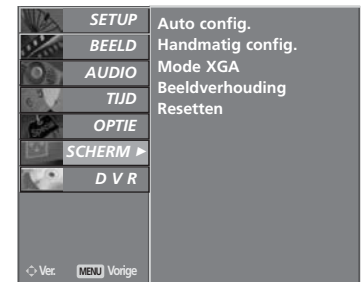 SETUP
BEELD
AUDIO
TIJD
OPTIE
SCHERM ►
D V R
Auto config.
Handmatig config.
Mode XGA
Beeldverhouding
Resetten
Ver. MENU Vorige